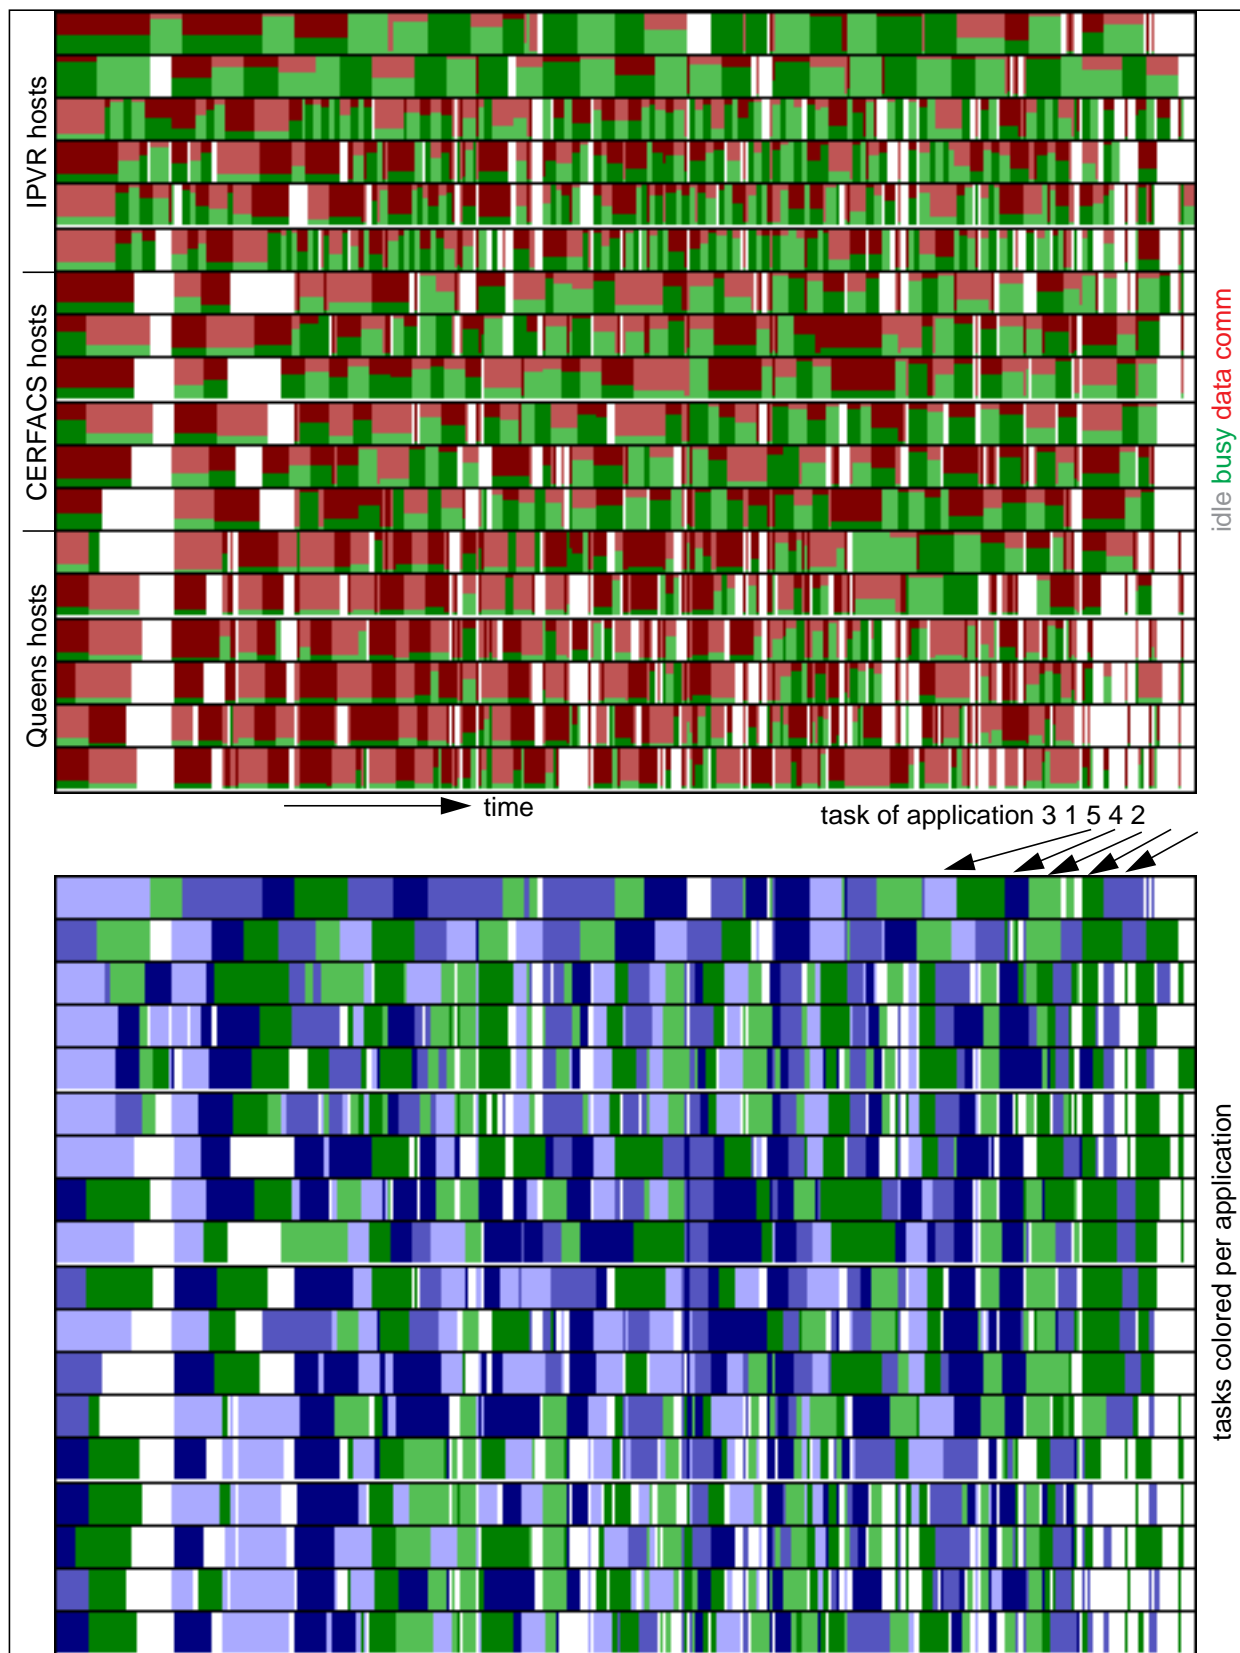 IPVR hosts
CERFACS hosts
Queens hosts
idle busy data comm
time
task of application 3 1 5 4 2
tasks colored per application